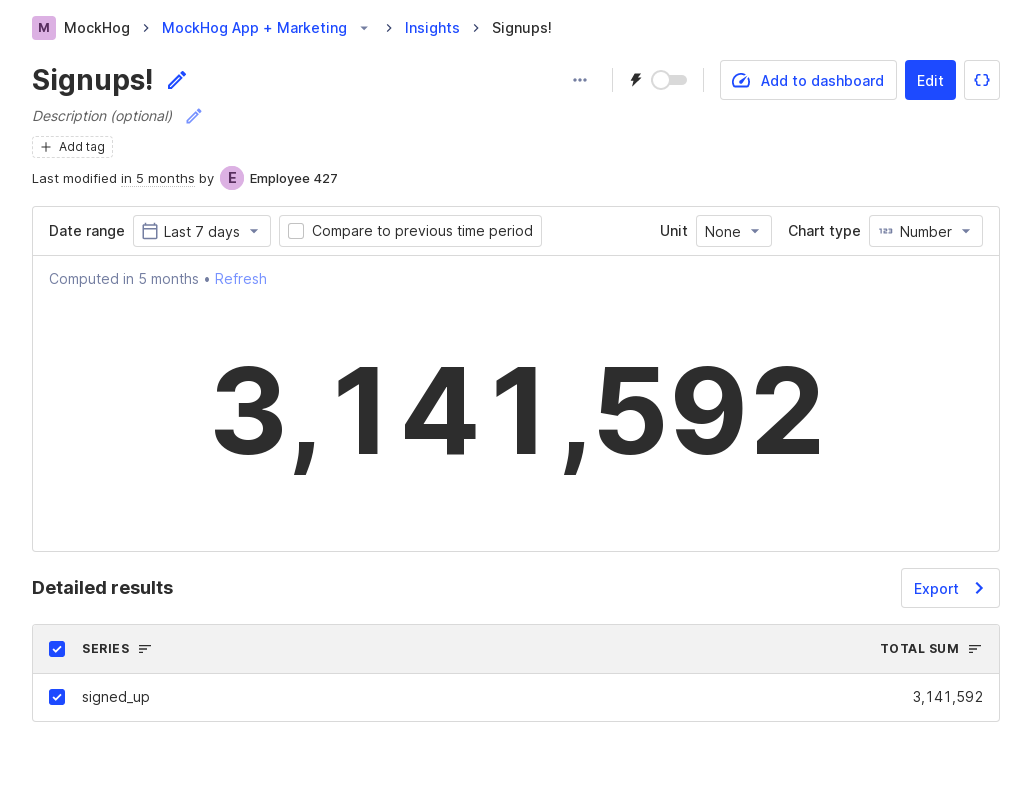 M MockHog MockHog App + Marketing Insights Signups!
Signups!
Add to dashboard Edit
Description (optional)
Add tag
Last modified in 5 months by E Employee 427
Date range Last 7 days Compare to previous time period Unit None Chart type 123 Number
Computed in 5 months • Refresh
3,141,592
Detailed results Export
SERIES TOTAL SUM
signed_up 3,141,592